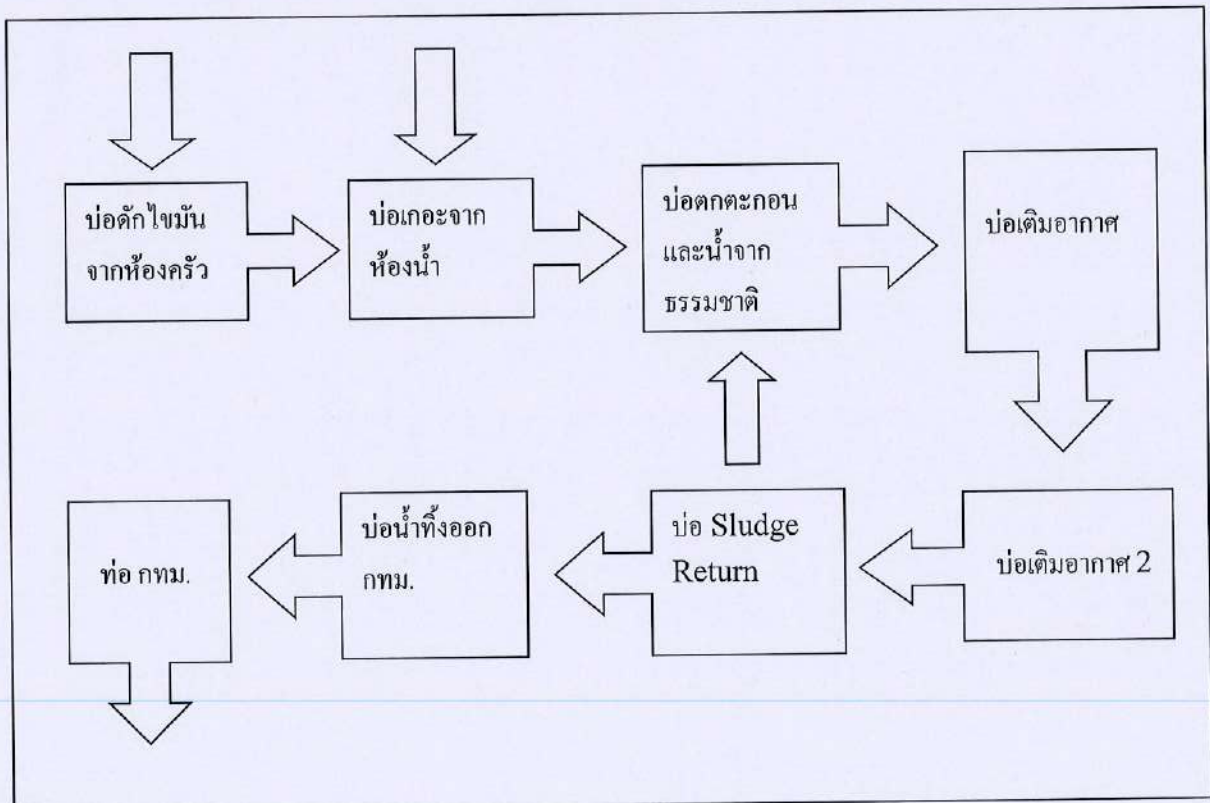 บ่อดักไขมัน
จากห้องครัว
บ่อเกอะจาก
ห้องน้ำ
บ่อตกตะกอน
และน้ำจาก
ธรรมชาติ
บ่อเติมอากาศ
ท่อ กทม.
บ่อน้ำทิ้งออก
กทม.
บ่อ Sludge
Return
บ่อเติมอากาศ 2